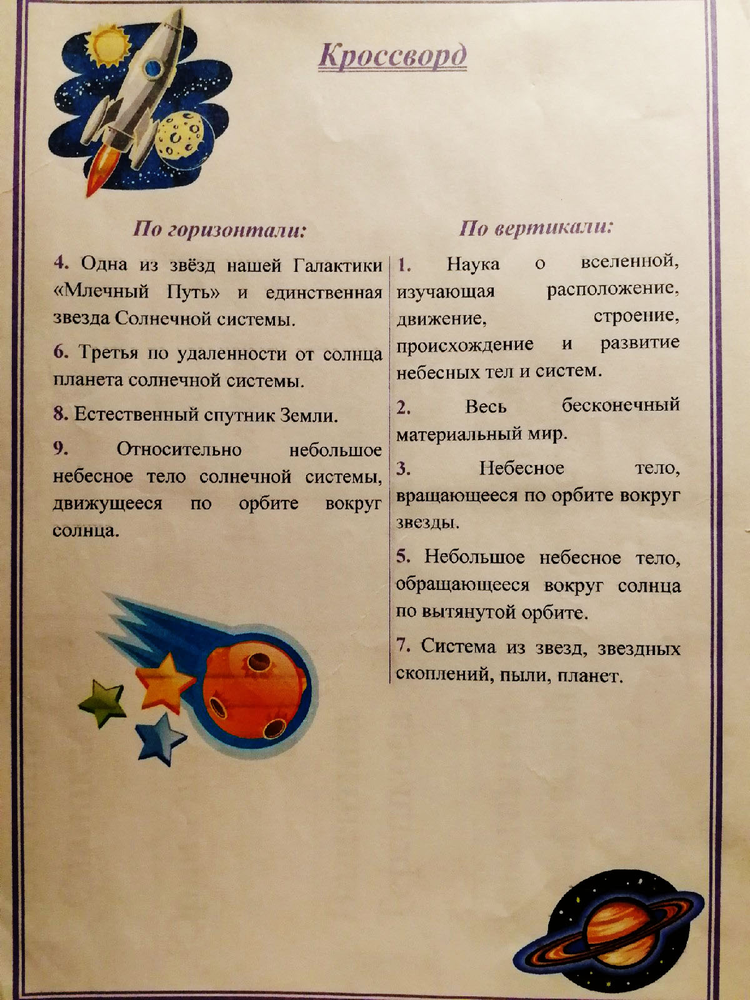 Кроссворд
По горизонтали:
4. Одна из звёзд нашей Галактики
«Млечный Путь» и единственная
звезда Солнечной системы.
6. Третья по удаленности от солнца
планета солнечной системы.
8. Естественный спутник Земли.
9. Относительно небольшое
небесное тело солнечной системы,
движущееся по орбите вокруг
солнца.
По вертикали:
1. Наука о вселенной,
изучающая расположение,
движение, строение,
происхождение и развитие
небесных тел и систем.
2. Весь бесконечный
материальный мир.
3. Небесное тело,
вращающееся по орбите вокруг
звезды.
5. Небольшое небесное тело,
обращающееся вокруг солнца
по вытянутой орбите.
7. Система из звезд, звездных
скоплений, пыли, планет.